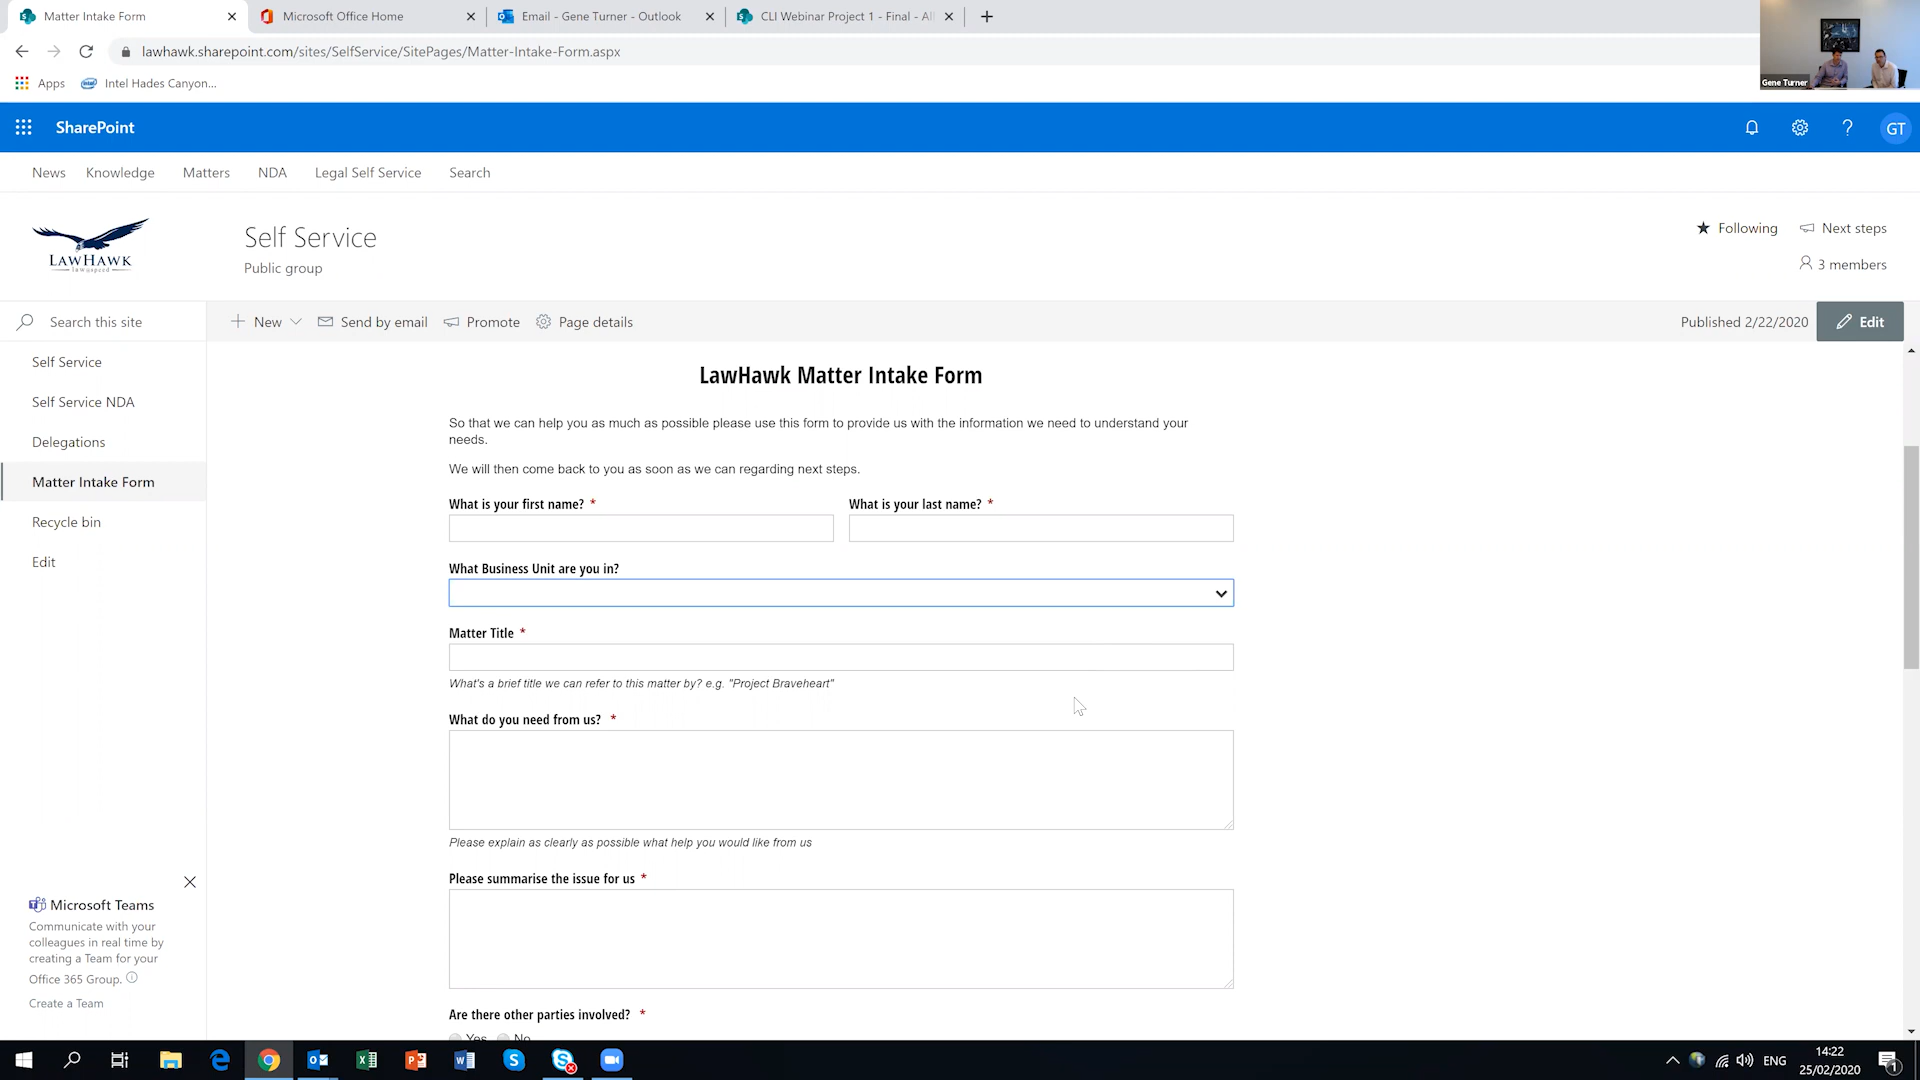 Matter Intake Form
Microsoft Office Home
Email - Gene Turner - Outlook
CLI Webinar Project 1 - Final - Al
lawhawk.sharepoint.com/sites/SelfService/SitePages/Matter-Intake-Form.aspx
Apps
Intel Hades Canyon...
Gene Turner
SharePoint
GT
News
Knowledge
Matters
NDA
Legal Self Service
Search
LAWHAWK
law@speed
Self Service
Public group
Following
Next steps
3 members
Search this site
New
Send by email
Promote
Page details
Published 2/22/2020
Edit
Self Service
Self Service NDA
Delegations
Matter Intake Form
Recycle bin
Edit
LawHawk Matter Intake Form
So that we can help you as much as possible please use this form to provide us with the information we need to understand your
needs.
We will then come back to you as soon as we can regarding next steps.
What is your first name? *
What is your last name? *
What Business Unit are you in?
Matter Title *
What's a brief title we can refer to this matter by? e.g. "Project Braveheart"
What do you need from us? *
Please explain as clearly as possible what help you would like from us
Please summarise the issue for us *
Are there other parties involved? *
Yes
No
Microsoft Teams
Communicate with your
colleagues in real time by
creating a Team for your
Office 365 Group.
Create a Team
ENG
14:22
25/02/2020
1